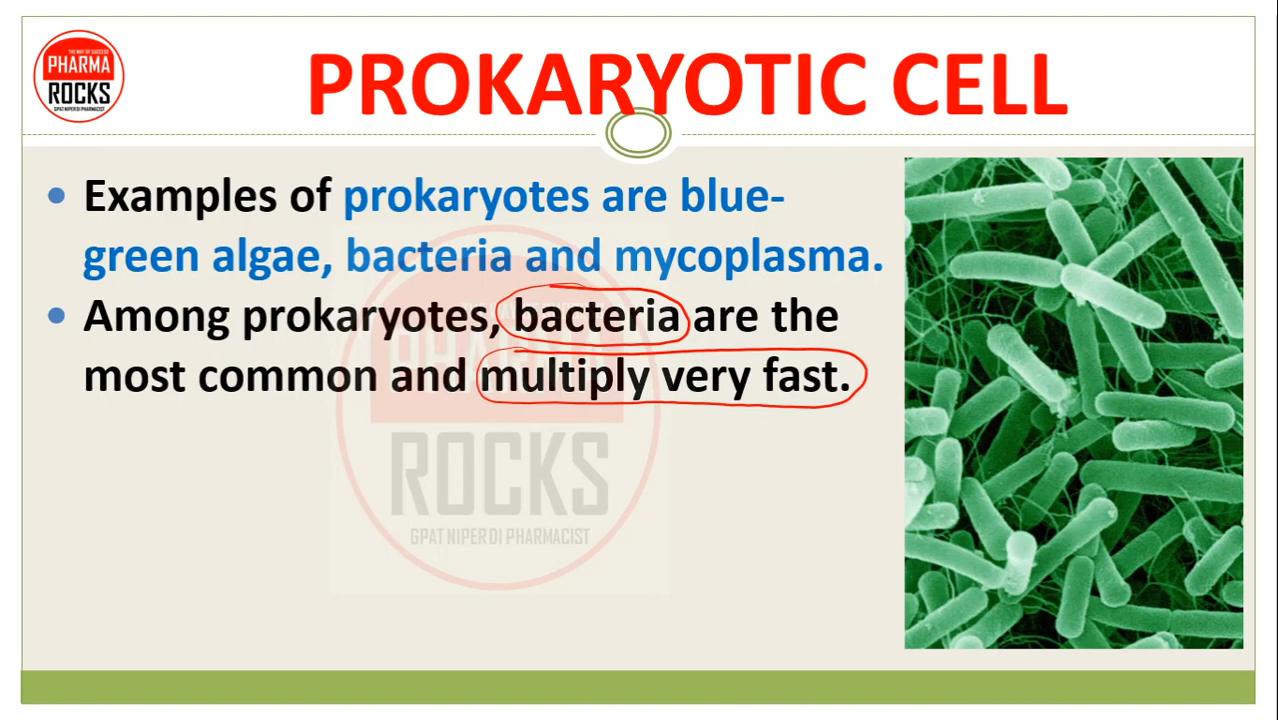 THE WAY OF SUCCESS
PHARMA
ROCKS
GPAT NIPER DI PHARMACIST
PROKARYOTIC CELL
• Examples of prokaryotes are blue-
green algae, bacteria and mycoplasma.
• Among prokaryotes, bacteria are the
most common and multiply very fast.
PHARMA
ROCKS
GPAT NIPER DI PHARMACIST